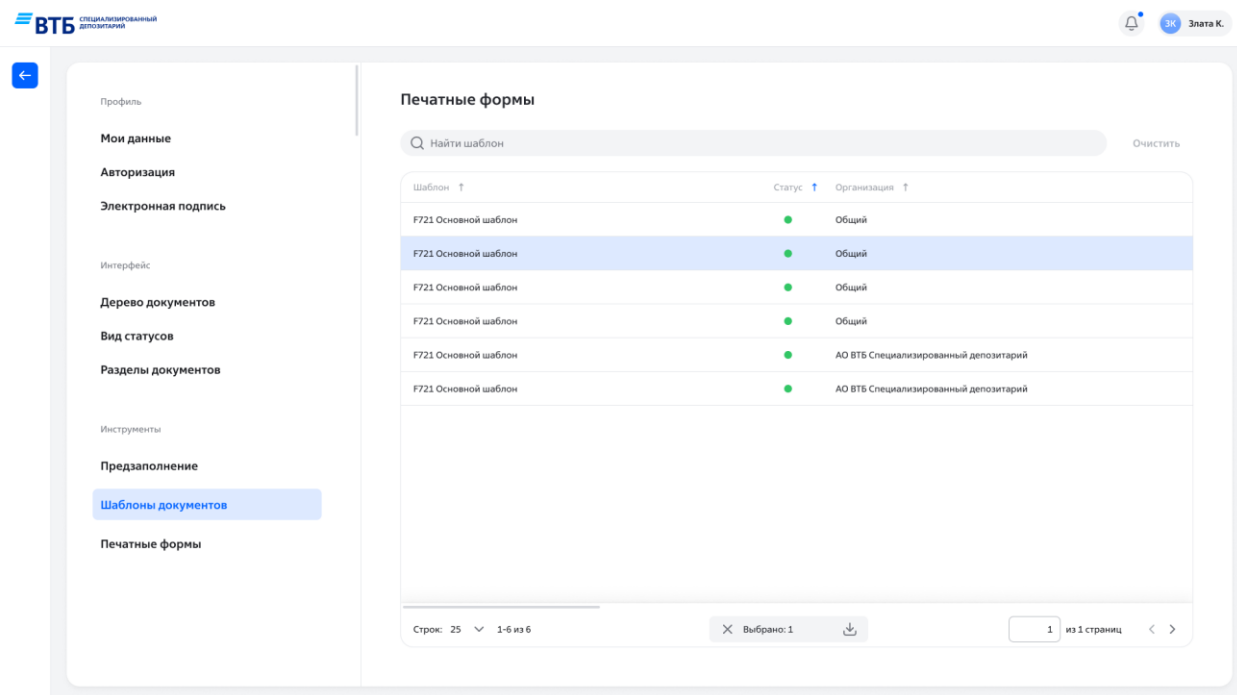 ВТБ СПЕЦИАЛИЗИРОВАННЫЙ ДЕПОЗИТАРИЙ
ЗК Злата К.
Профиль
Мои данные
Авторизация
Электронная подпись
Интерфейс
Дерево документов
Вид статусов
Разделы документов
Инструменты
Предзаполнение
Шаблоны документов
Печатные формы
Печатные формы
Найти шаблон Очистить
Шаблон Статус Организация
F721 Основной шаблон Общий
F721 Основной шаблон Общий
F721 Основной шаблон Общий
F721 Основной шаблон Общий
F721 Основной шаблон АО ВТБ Специализированный депозитарий
F721 Основной шаблон АО ВТБ Специализированный депозитарий
Строк: 25 1-6 из 6 Выбрано: 1 1 из 1 страниц